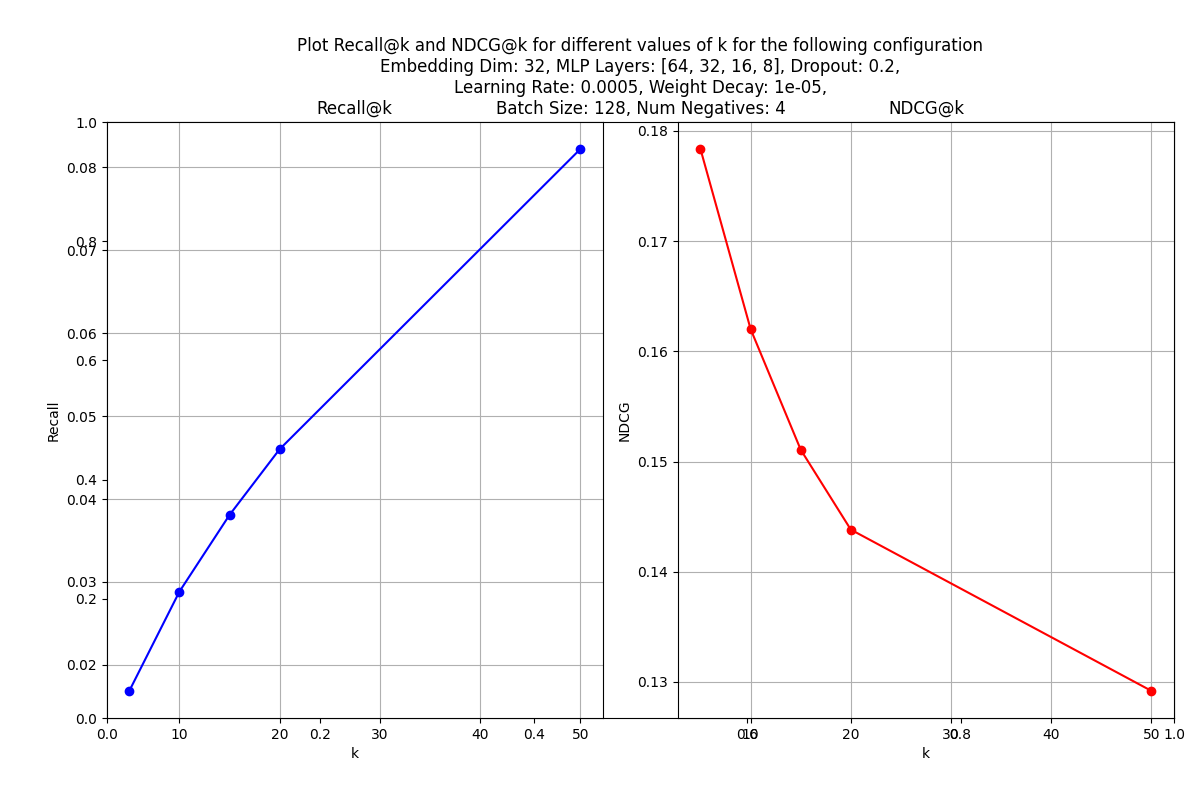 Plot Recall@k and NDCG@k for different values of k for the following configuration
Embedding Dim: 32, MLP Layers: [64, 32, 16, 8], Dropout: 0.2,
Learning Rate: 0.0005, Weight Decay: 1e-05,
Batch Size: 128, Num Negatives: 4
Recall@k
NDCG@k
1.0
0.08
0.8
0.07
0.06
0.6
0.05
0.4
0.04
0.03
0.2
0.02
0.0
Recall
0.0 10 20 0.2 30 40 0.4 50
k
0.18
0.17
0.16
0.15
0.14
0.13
NDCG
0.6 10 20 30 0.8 40 50 1.0
k